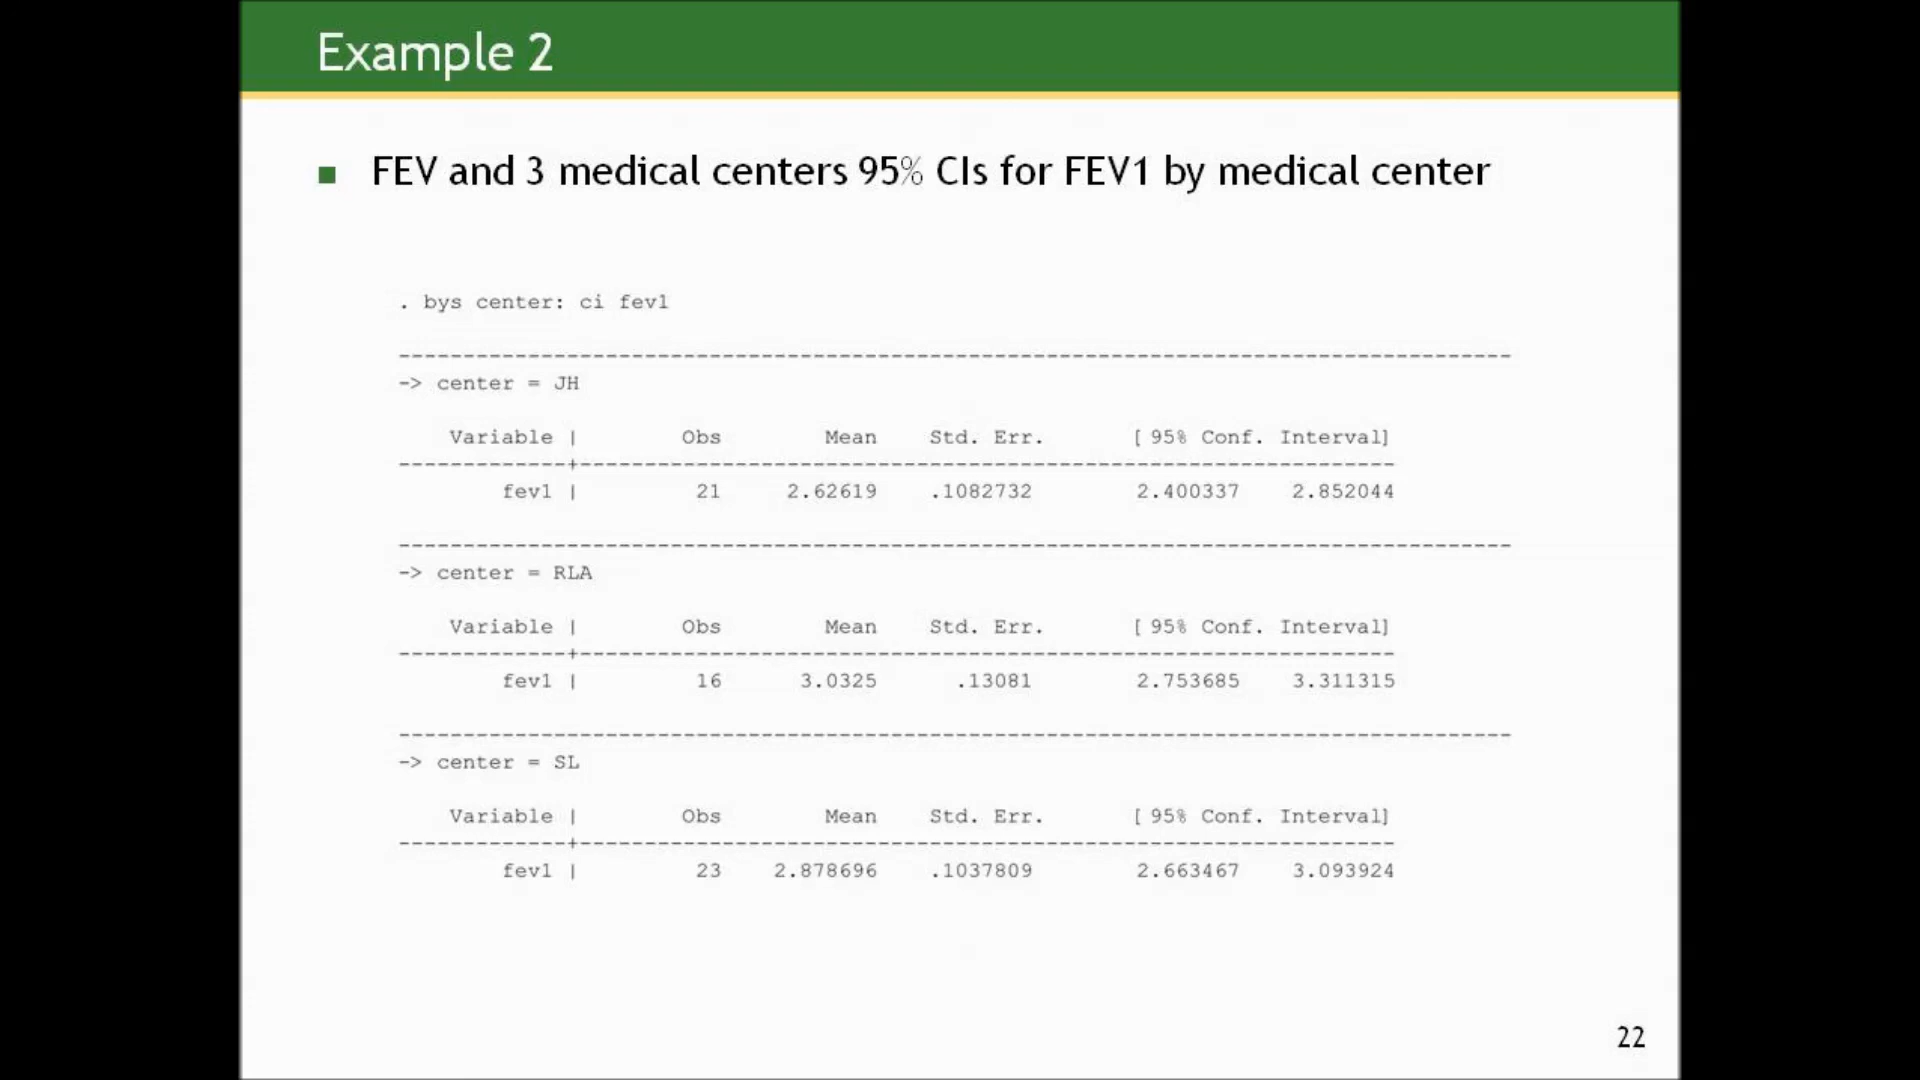 Example 2
■ FEV and 3 medical centers 95% CIs for FEV1 by medical center
. bys center: ci fev1
--------------------------------------------------------------------------------------
-> center = JH
Variable | Obs Mean Std. Err. [95% Conf. Interval]
-------------+---------------------------------------------------------------
fev1 | 21 2.62619 .1082732 2.400337 2.852044
--------------------------------------------------------------------------------------
-> center = RLA
Variable | Obs Mean Std. Err. [95% Conf. Interval]
-------------+---------------------------------------------------------------
fev1 | 16 3.0325 .13081 2.753685 3.311315
--------------------------------------------------------------------------------------
-> center = SL
Variable | Obs Mean Std. Err. [95% Conf. Interval]
-------------+---------------------------------------------------------------
fev1 | 23 2.878696 .1037809 2.663467 3.093924
22